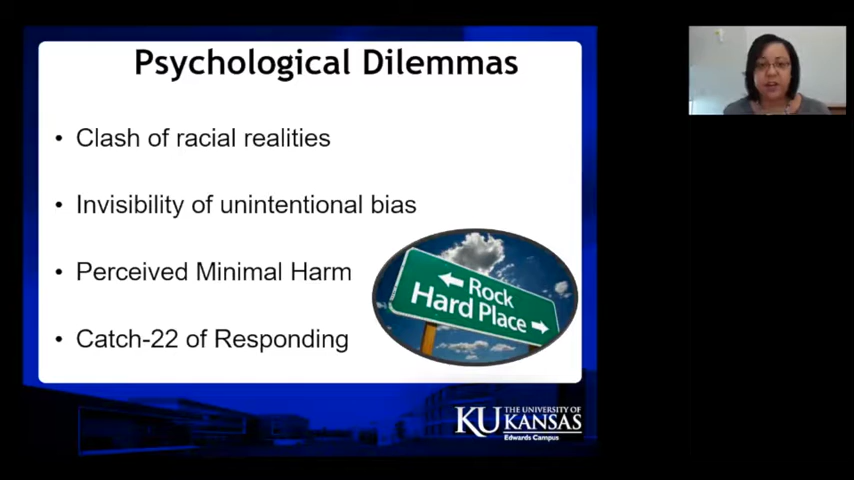 Psychological Dilemmas
• Clash of racial realities
• Invisibility of unintentional bias
• Perceived Minimal Harm
• Catch-22 of Responding
Rock
Hard Place
KU THE UNIVERSITY OF
KANSAS
Edwards Campus